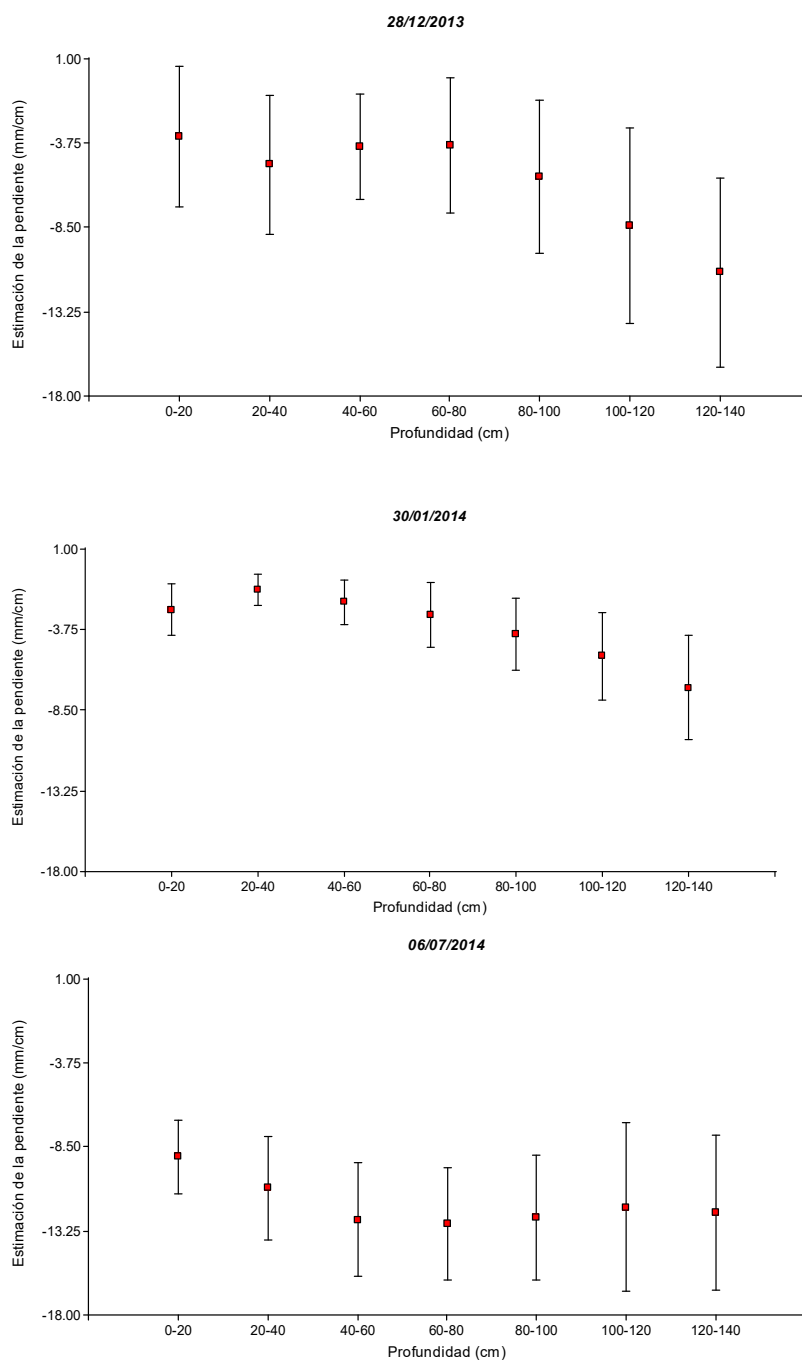 28/12/2013
1.00
-3.75
-8.50
-13.25
-18.00
Estimación de la pendiente (mm/cm)
0-20 20-40 40-60 60-80 80-100 100-120 120-140
Profundidad (cm)
30/01/2014
1.00
-3.75
-8.50
-13.25
-18.00
Estimación de la pendiente (mm/cm)
0-20 20-40 40-60 60-80 80-100 100-120 120-140
Profundidad (cm)
06/07/2014
1.00
-3.75
-8.50
-13.25
-18.00
Estimación de la pendiente (mm/cm)
0-20 20-40 40-60 60-80 80-100 100-120 120-140
Profundidad (cm)